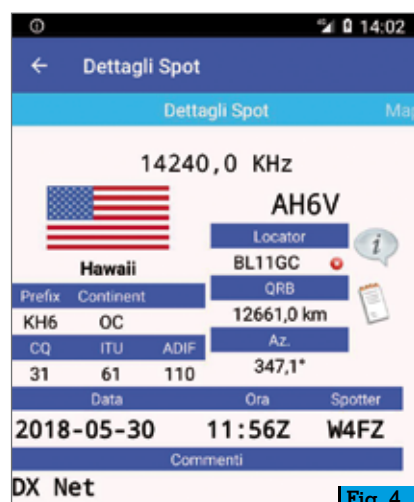 14:02
Dettagli Spot
Dettagli Spot Ma
14240,0 KHz
AH6V
Locator
BL11GC
Hawaii
QRB
Prefix Continent
12661,0 km
KH6 OC
Az.
CQ ITU ADIF
347,1°
31 61 110
Data Ora Spotter
2018-05-30 11:56Z W4FZ
Commenti
DX Net
Fig. 4